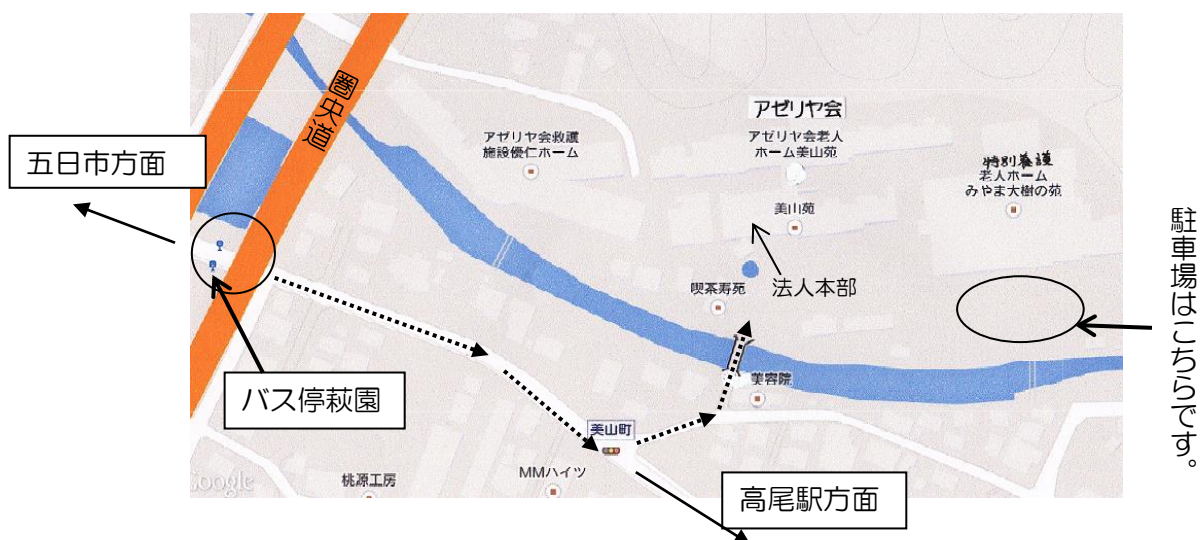 圏央道
アゼリヤ会
アゼリヤ会救護
施設優仁ホーム
アゼリヤ会老人
ホーム美山苑
特別養護
老人ホーム
みやま大樹の苑
五日市方面
美山苑
法人本部
喫茶寿苑
駐車場はこちらです。
バス停萩園
美容院
美山町
MMハイツ
桃源工房
高尾駅方面
Google